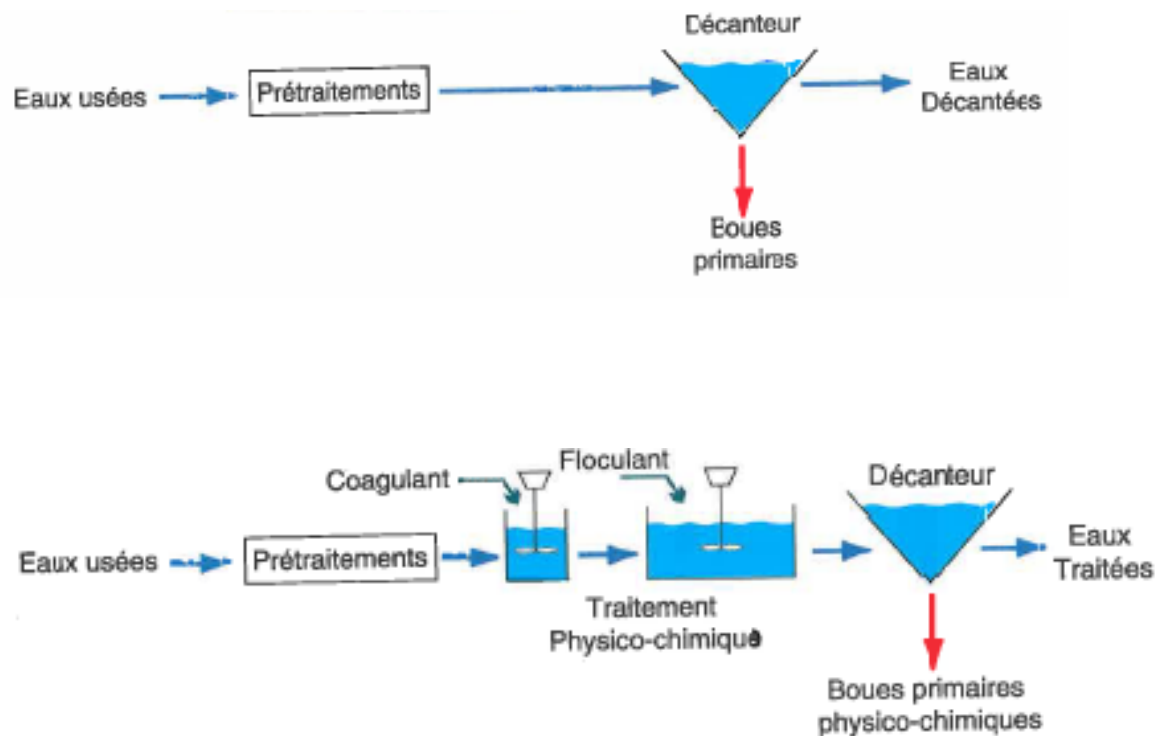 Décanteur
Eaux usées
Prétraitements
Eaux
Décantées
Boues
primaires
Coagulant
Floculant
Décanteur
Eaux usées
Prétraitements
Eaux
Traitées
Traitement
Physico-chimique
Boues primaires
physico-chimiques